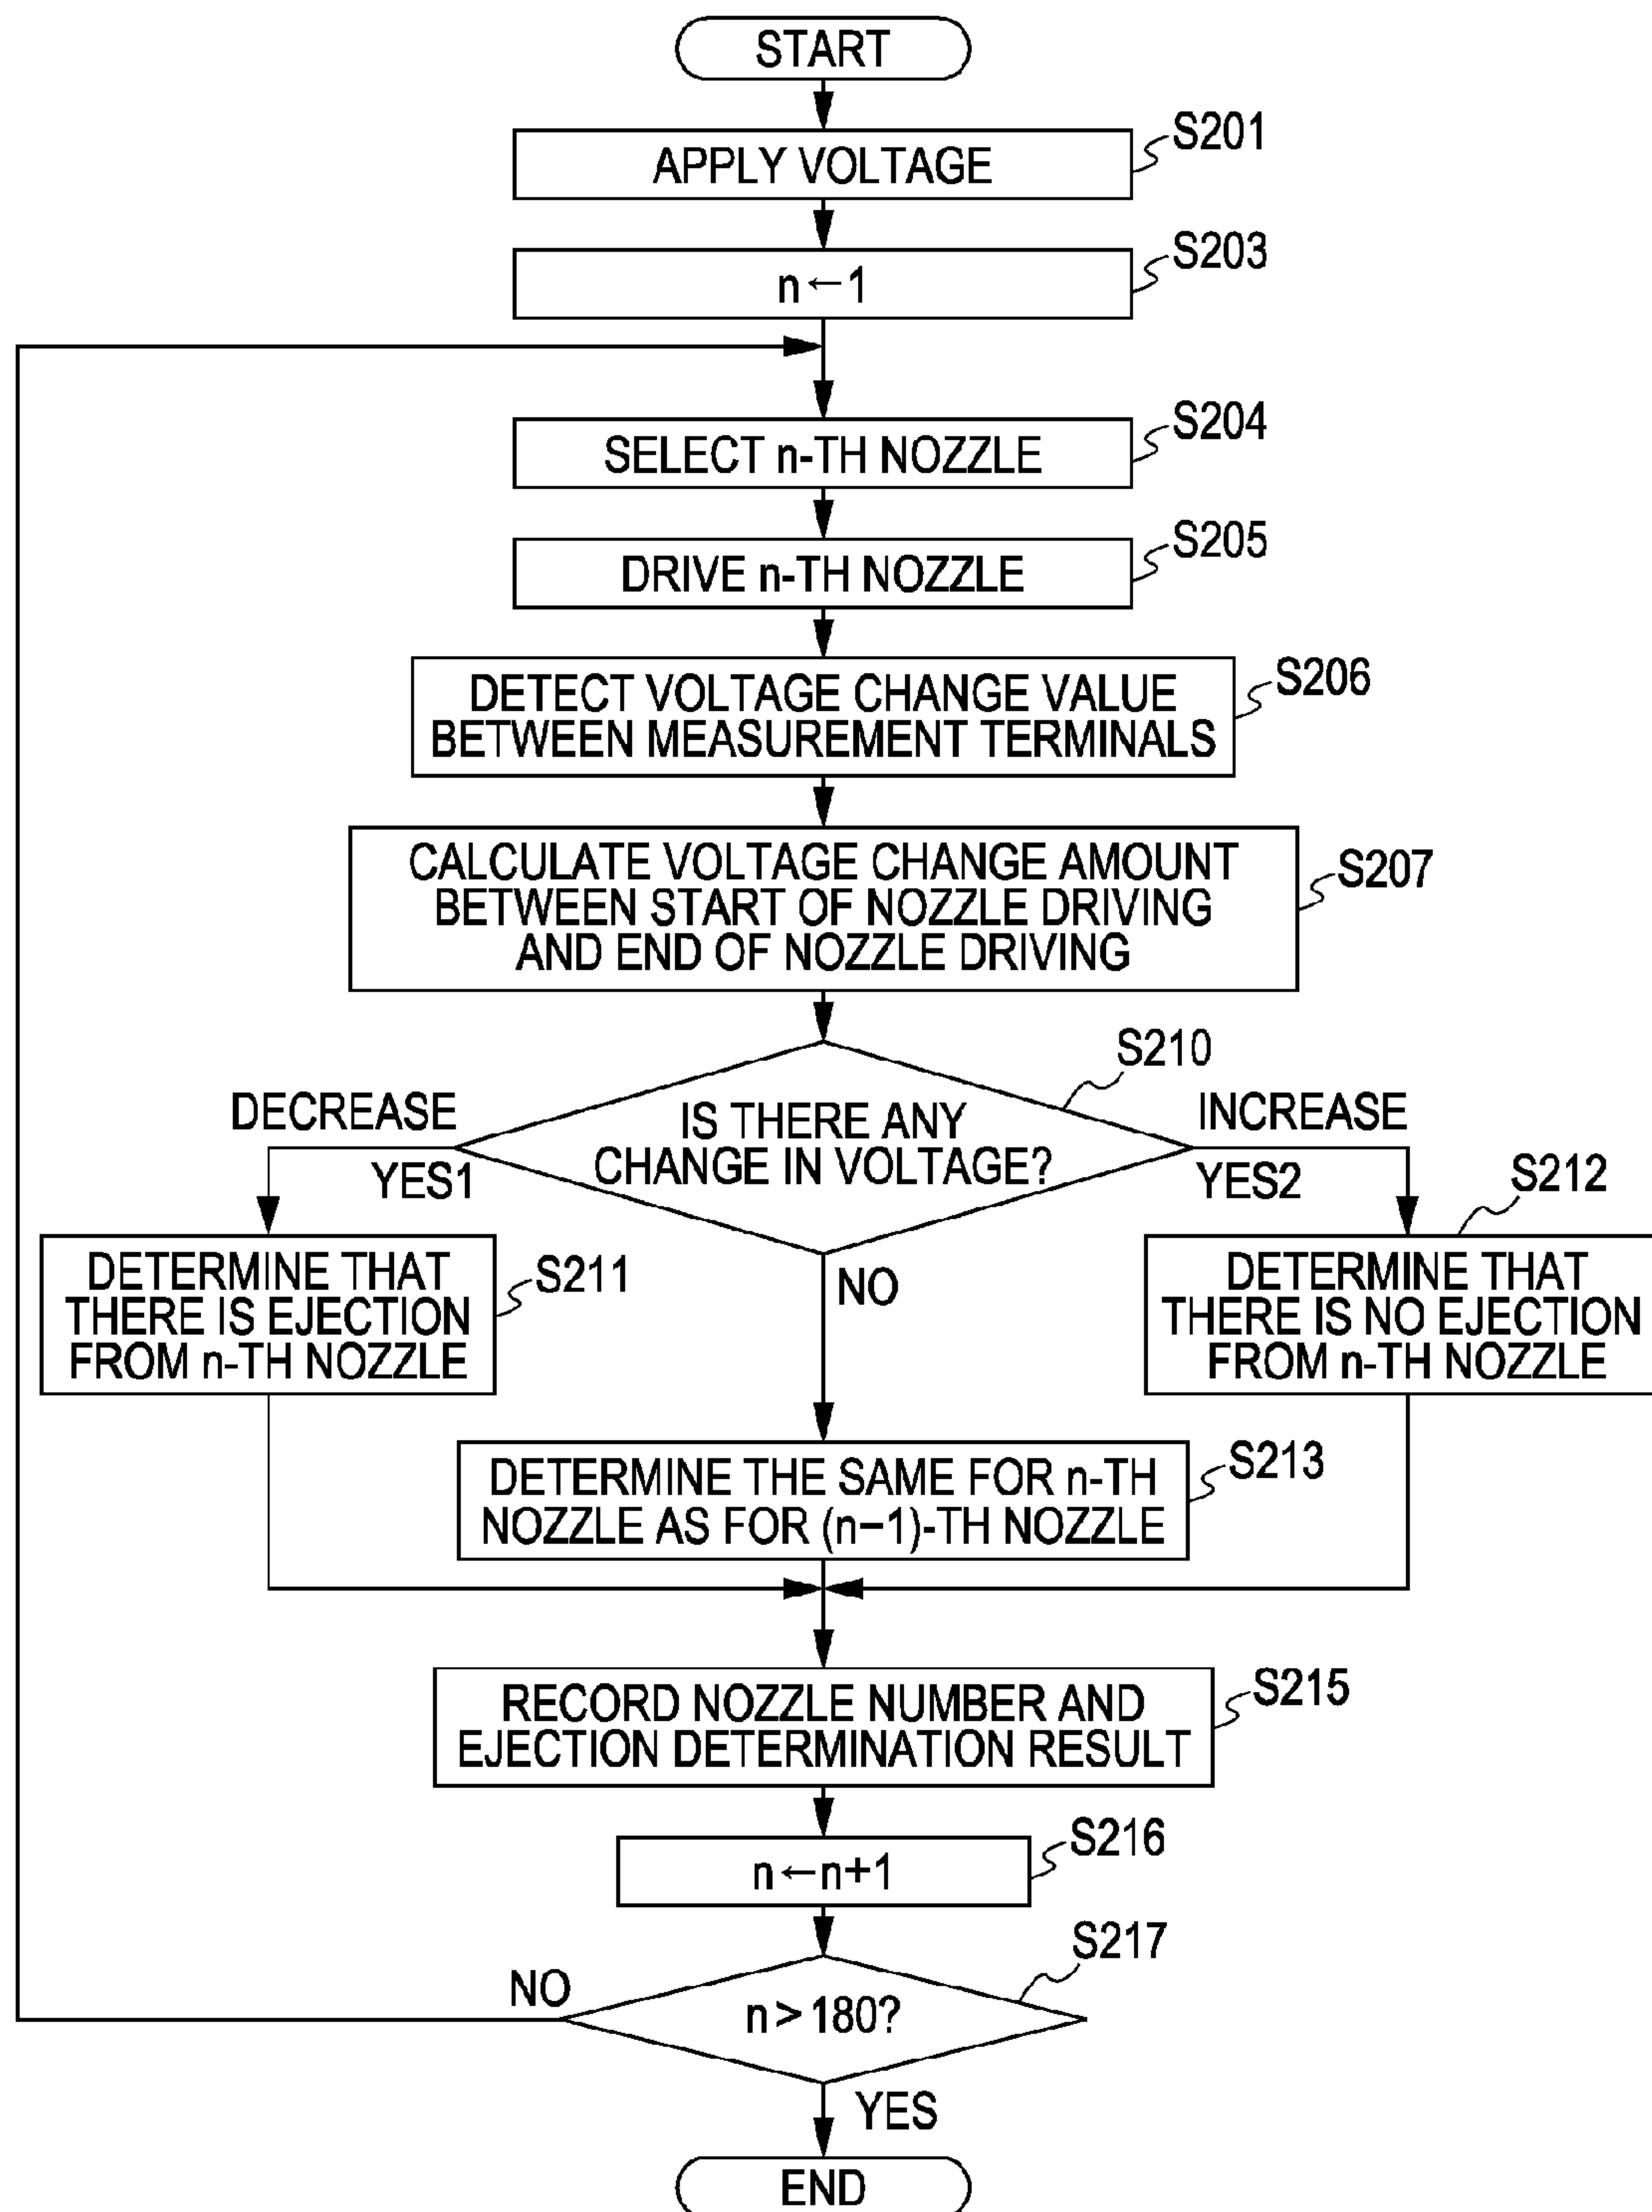 START
S201
APPLY VOLTAGE
S203
n←1
S204
SELECT n-TH NOZZLE
S205
DRIVE n-TH NOZZLE
S206
DETECT VOLTAGE CHANGE VALUE
BETWEEN MEASUREMENT TERMINALS
S207
CALCULATE VOLTAGE CHANGE AMOUNT
BETWEEN START OF NOZZLE DRIVING
AND END OF NOZZLE DRIVING
S210
DECREASE
INCREASE
IS THERE ANY
CHANGE IN VOLTAGE?
YES1
YES2
S212
DETERMINE THAT
THERE IS EJECTION
FROM n-TH NOZZLE
S211
NO
DETERMINE THAT
THERE IS NO EJECTION
FROM n-TH NOZZLE
S213
DETERMINE THE SAME FOR n-TH
NOZZLE AS FOR (n−1)-TH NOZZLE
S215
RECORD NOZZLE NUMBER AND
EJECTION DETERMINATION RESULT
S216
n←n+1
S217
NO
n>180?
YES
END